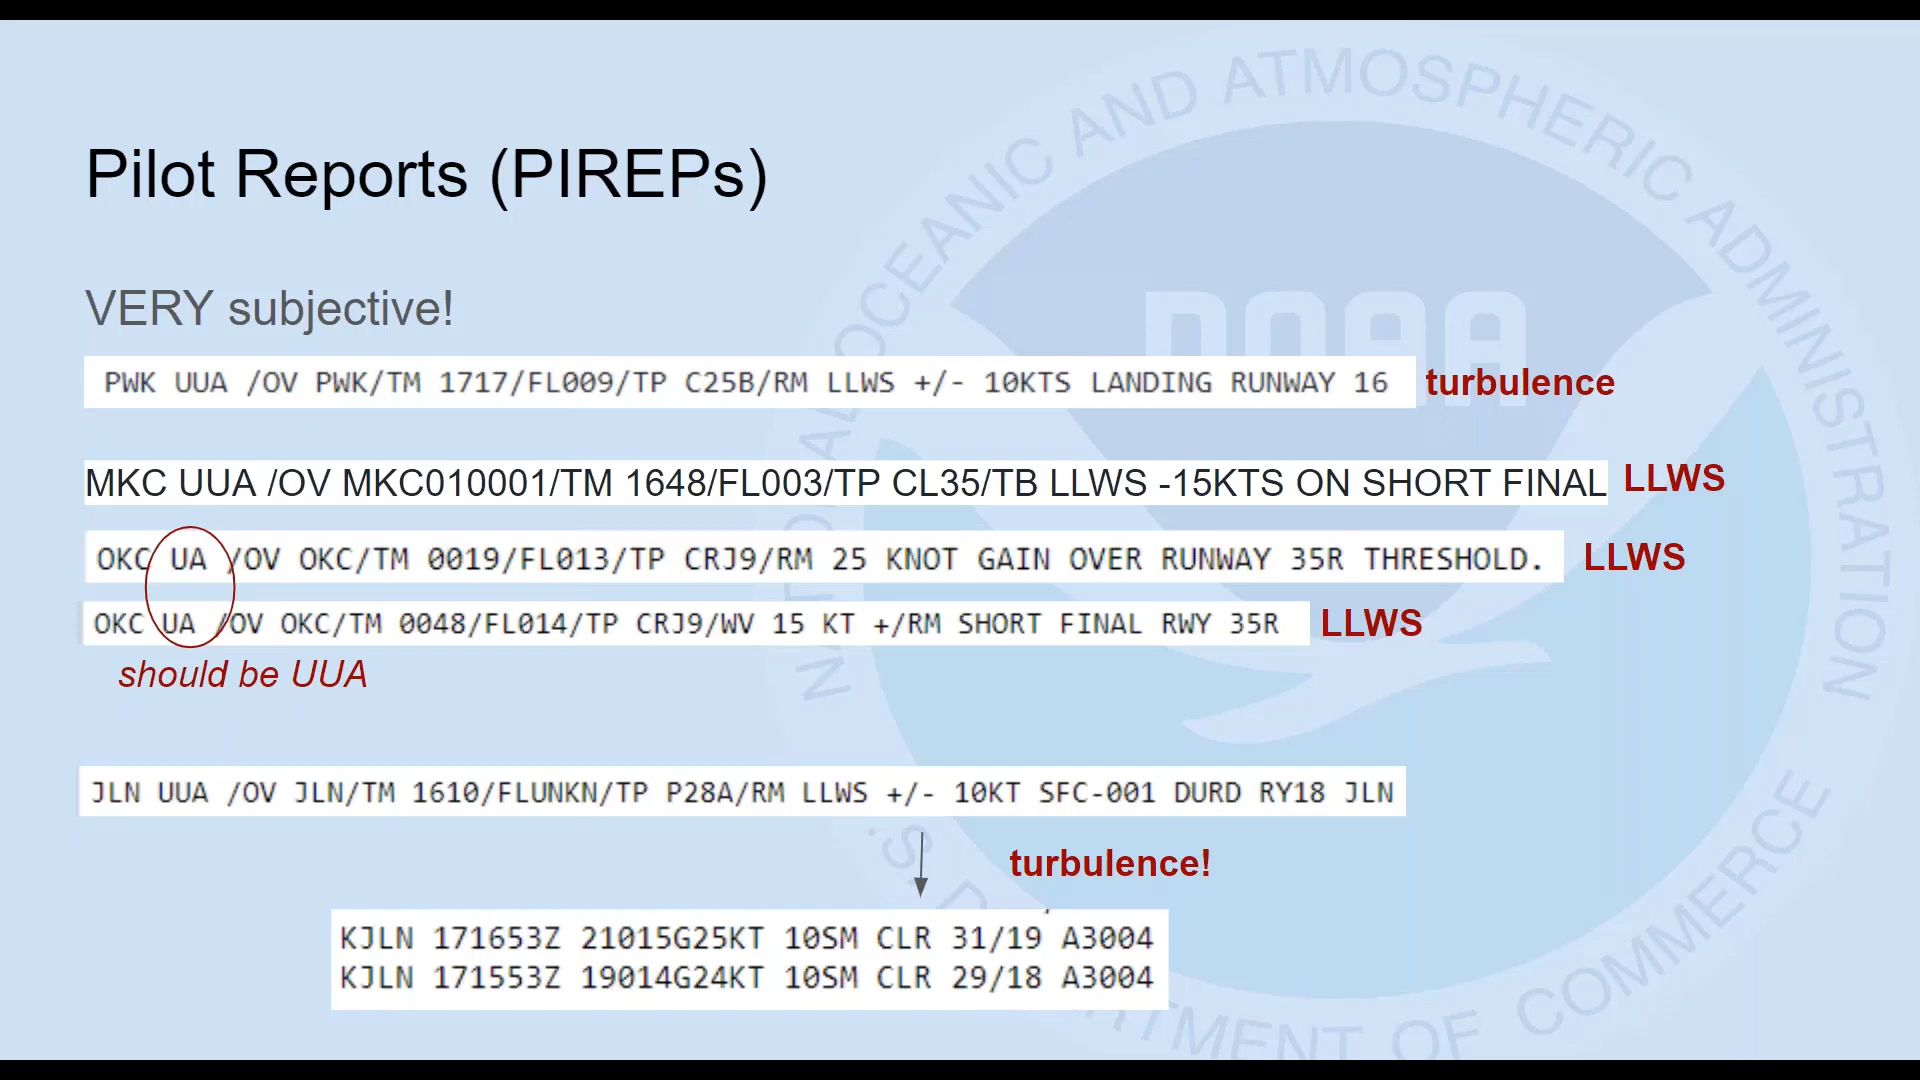 Pilot Reports (PIREPs)
VERY subjective!
PWK UUA /OV PWK/TM 1717/FL009/TP C25B/RM LLWS +/- 10KTS LANDING RUNWAY 16 turbulence
MKC UUA /OV MKC010001/TM 1648/FL003/TP CL35/TB LLWS -15KTS ON SHORT FINAL LLWS
OKC UA /OV OKC/TM 0019/FL013/TP CRJ9/RM 25 KNOT GAIN OVER RUNWAY 35R THRESHOLD. LLWS
OKC UA /OV OKC/TM 0048/FL014/TP CRJ9/WV 15 KT +/RM SHORT FINAL RWY 35R LLWS
should be UUA
JLN UUA /OV JLN/TM 1610/FLUNKN/TP P28A/RM LLWS +/- 10KT SFC-001 DURD RY18 JLN
turbulence!
KJLN 171653Z 21015G25KT 10SM CLR 31/19 A3004
KJLN 171553Z 19014G24KT 10SM CLR 29/18 A3004
NOAA
OCEANIC AND ATMOSPHERIC ADMINISTRATION
OF COMMERCE